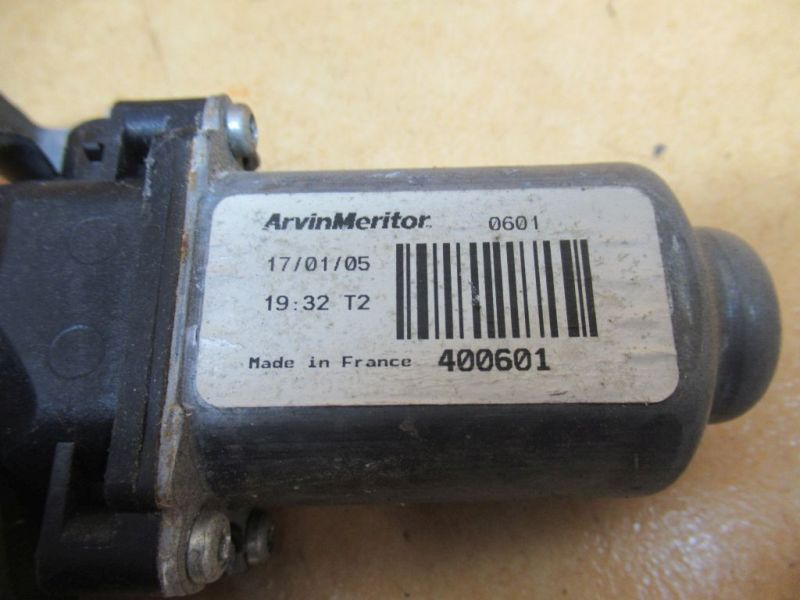 ArvinMeritor 0601
17/01/05
19:32 T2
Made in France 400601